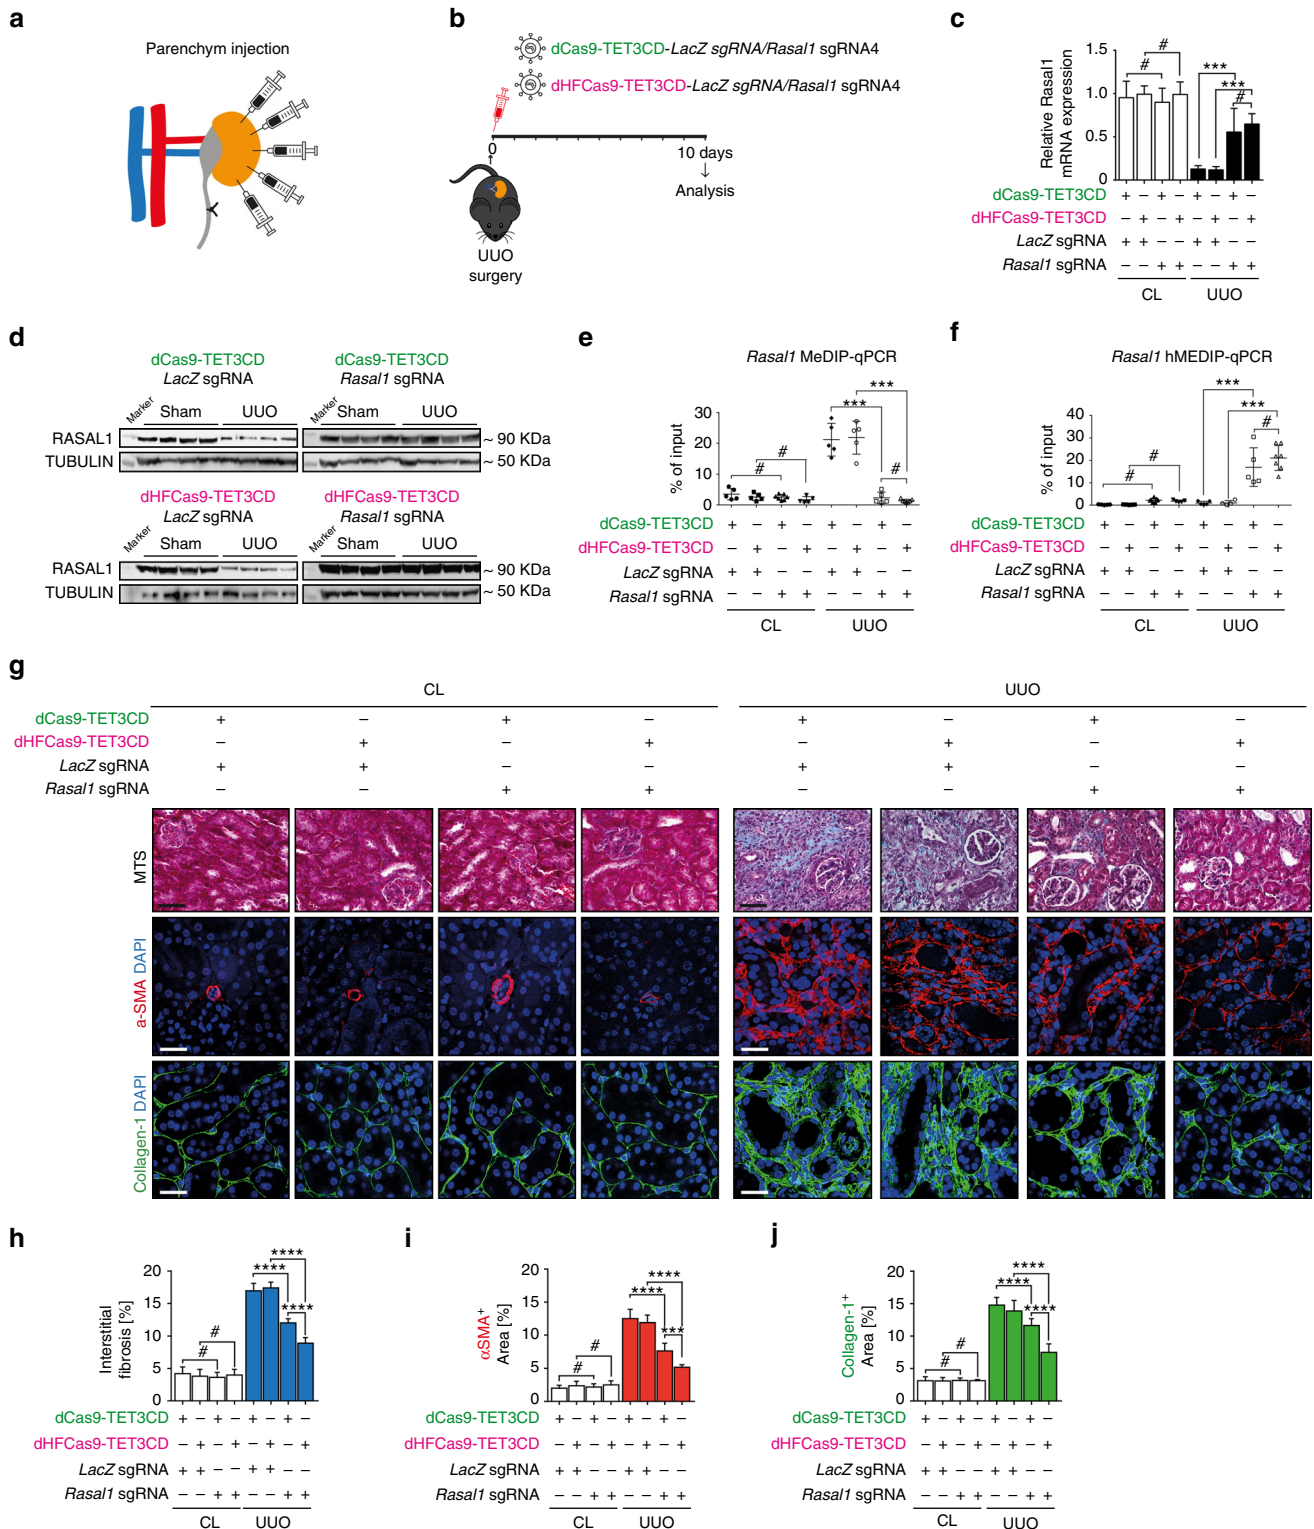 a
Parenchym injection
b
dCas9-TET3CD-LacZ sgRNA/Rasal1 sgRNA4
dHFCas9-TET3CD-LacZ sgRNA/Rasal1 sgRNA4
0
10 days
Analysis
UUO
surgery
c
Relative Rasal1
mRNA expression
1.5
1.0
0.5
0
#
#
***
***
#
dCas9-TET3CD + – + – + – + –
dHFCas9-TET3CD – + – + – + – +
LacZ sgRNA + + – – + + – –
Rasal1 sgRNA – – + + – – + +
CL UUO
d
dCas9-TET3CD
LacZ sgRNA
dCas9-TET3CD
Rasal1 sgRNA
Marker Sham UUO Marker Sham UUO
RASAL1 ~ 90 KDa
TUBULIN ~ 50 KDa
dHFCas9-TET3CD
LacZ sgRNA
dHFCas9-TET3CD
Rasal1 sgRNA
Marker Sham UUO Marker Sham UUO
RASAL1 ~ 90 KDa
TUBULIN ~ 50 KDa
e
Rasal1 MeDIP-qPCR
% of input
30
20
10
0
#
#
***
***
#
dCas9-TET3CD + – + – + – + –
dHFCas9-TET3CD – + – + – + – +
LacZ sgRNA + + – – + + – –
Rasal1 sgRNA – – + + – – + +
CL UUO
f
Rasal1 hMEDIP-qPCR
% of input
40
30
20
10
0
#
#
***
***
#
dCas9-TET3CD + – + – + – + –
dHFCas9-TET3CD – + – + – + – +
LacZ sgRNA + + – – + + – –
Rasal1 sgRNA – – + + – – + +
CL UUO
g
CL UUO
dCas9-TET3CD + – + – + – + –
dHFCas9-TET3CD – + – + – + – +
LacZ sgRNA + + – – + + – –
Rasal1 sgRNA – – + + – – + +
MTS
a-SMA DAPI
Collagen-1 DAPI
h
Interstitial
fibrosis [%]
20
15
10
5
0
#
#
****
****
****
dCas9-TET3CD + – + – + – + –
dHFCas9-TET3CD – + – + – + – +
LacZ sgRNA + + – – + + – –
Rasal1 sgRNA – – + + – – + +
CL UUO
i
αSMA+
Area [%]
20
15
10
5
0
#
#
****
****
***
dCas9-TET3CD + – + – + – + –
dHFCas9-TET3CD – + – + – + – +
LacZ sgRNA + + – – + + – –
Rasal1 sgRNA – – + + – – + +
CL UUO
j
Collagen-1+
Area [%]
20
15
10
5
0
#
#
****
****
****
dCas9-TET3CD + – + – + – + –
dHFCas9-TET3CD – + – + – + – +
LacZ sgRNA + + – – + + – –
Rasal1 sgRNA – – + + – – + +
CL UUO